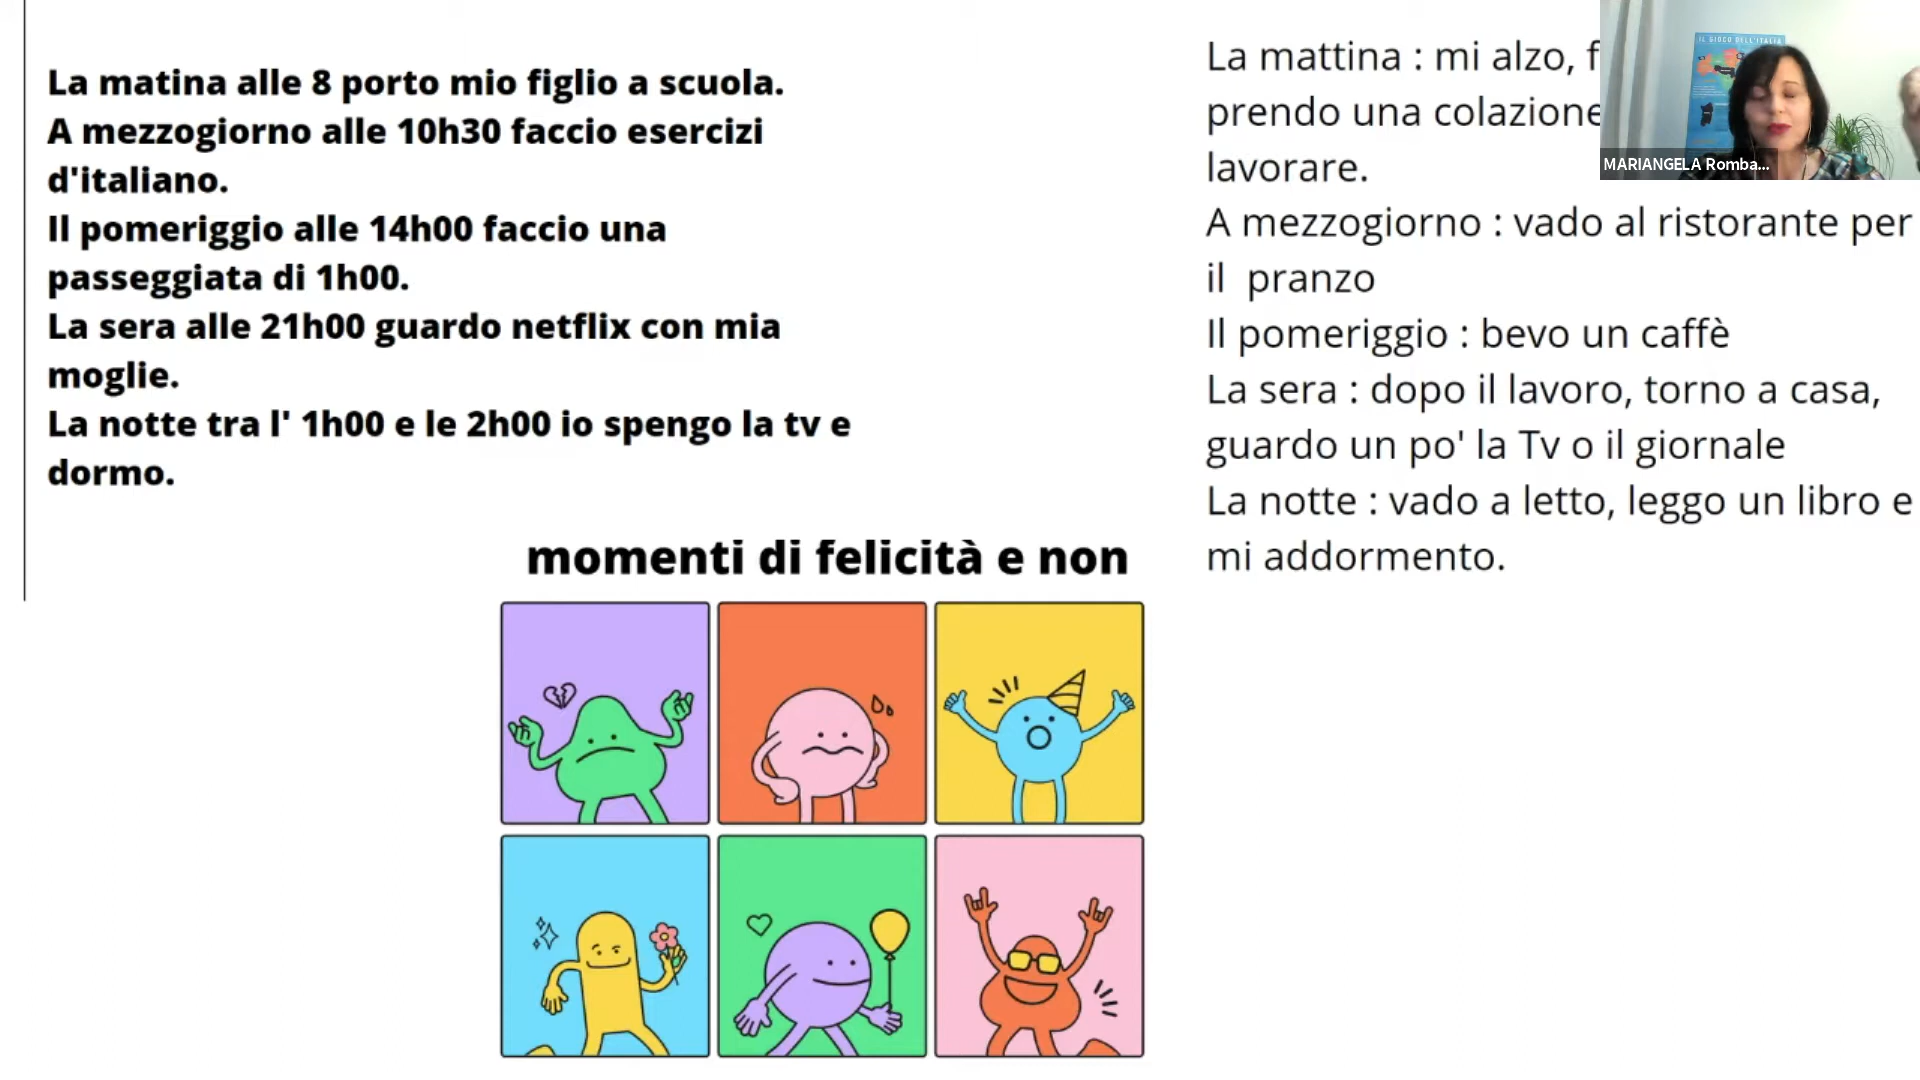 La matina alle 8 porto mio figlio a scuola.
A mezzogiorno alle 10h30 faccio esercizi
d'italiano.
Il pomeriggio alle 14h00 faccio una
passeggiata di 1h00.
La sera alle 21h00 guardo netflix con mia
moglie.
La notte tra l' 1h00 e le 2h00 io spengo la tv e
dormo.
momenti di felicità e non
La mattina : mi alzo, f
prendo una colazione
lavorare.
A mezzogiorno : vado al ristorante per
il  pranzo
Il pomeriggio : bevo un caffè
La sera : dopo il lavoro, torno a casa,
guardo un po' la Tv o il giornale
La notte : vado a letto, leggo un libro e
mi addormento.
IL GIOCO DELL'ITALIA
MARIANGELA Romba...